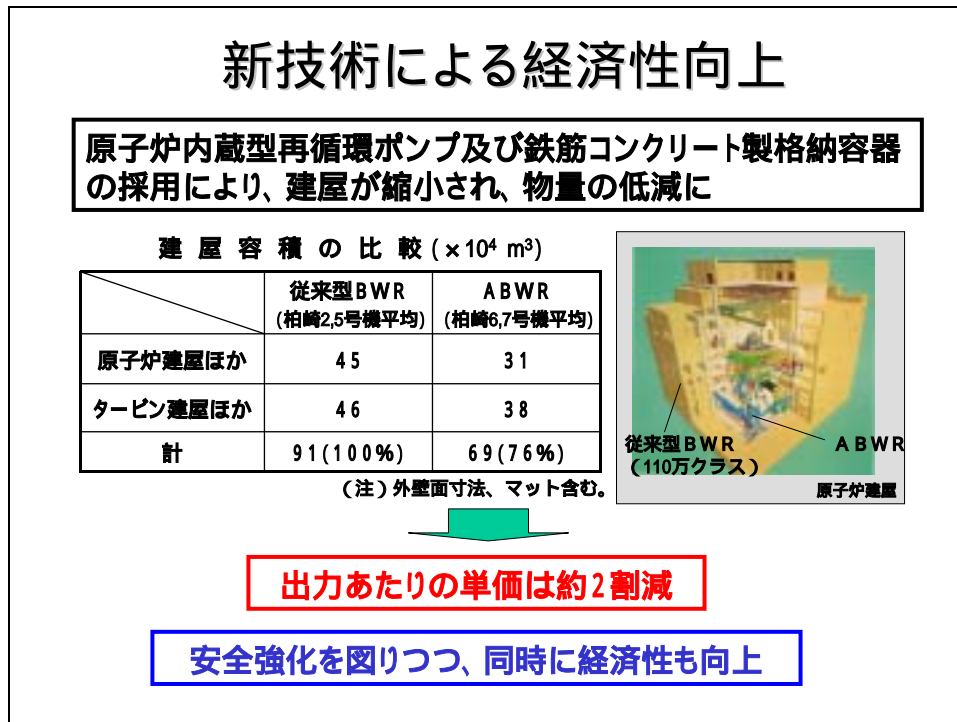 新技術による経済性向上
原子炉内蔵型再循環ポンプ及び鉄筋コンクリート製格納容器
の採用により、建屋が縮小され、物量の低減に
建屋容積の比較(×10⁴ m³)
従来型BWR
(柏崎2,5号機平均)
ABWR
(柏崎6,7号機平均)
原子炉建屋ほか 45 31
タービン建屋ほか 46 38
計 91(100%) 69(76%)
(注)外壁面寸法、マット含む。
従来型BWR
(110万クラス)
ABWR
原子炉建屋
出力あたりの単価は約2割減
安全強化を図りつつ、同時に経済性も向上